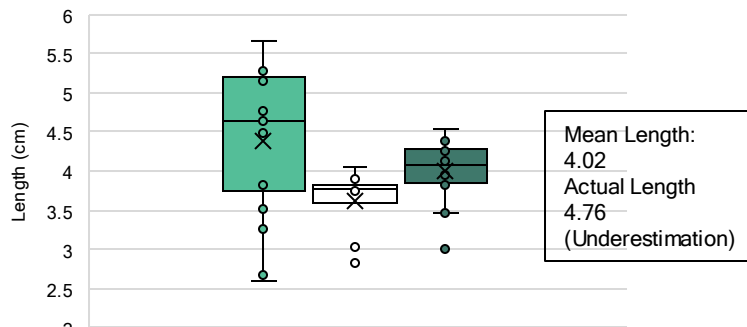 6
5.5
5
4.5
4
3.5
3
2.5
Length (cm)
Mean Length:
4.02
Actual Length
4.76
(Underestimation)